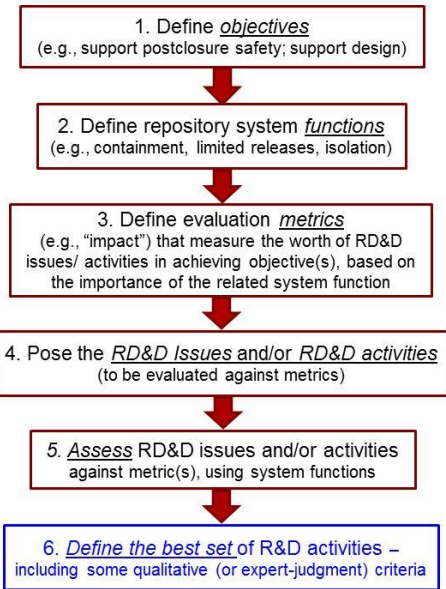 1. Define objectives
(e.g., support postclosure safety; support design)
2. Define repository system functions
(e.g., containment, limited releases, isolation)
3. Define evaluation metrics
(e.g., “impact”) that measure the worth of RD&D
issues/ activities in achieving objective(s), based on
the importance of the related system function
4. Pose the RD&D Issues and/or RD&D activities
(to be evaluated against metrics)
5. Assess RD&D issues and/or activities
against metric(s), using system functions
6. Define the best set of R&D activities –
including some qualitative (or expert-judgment) criteria